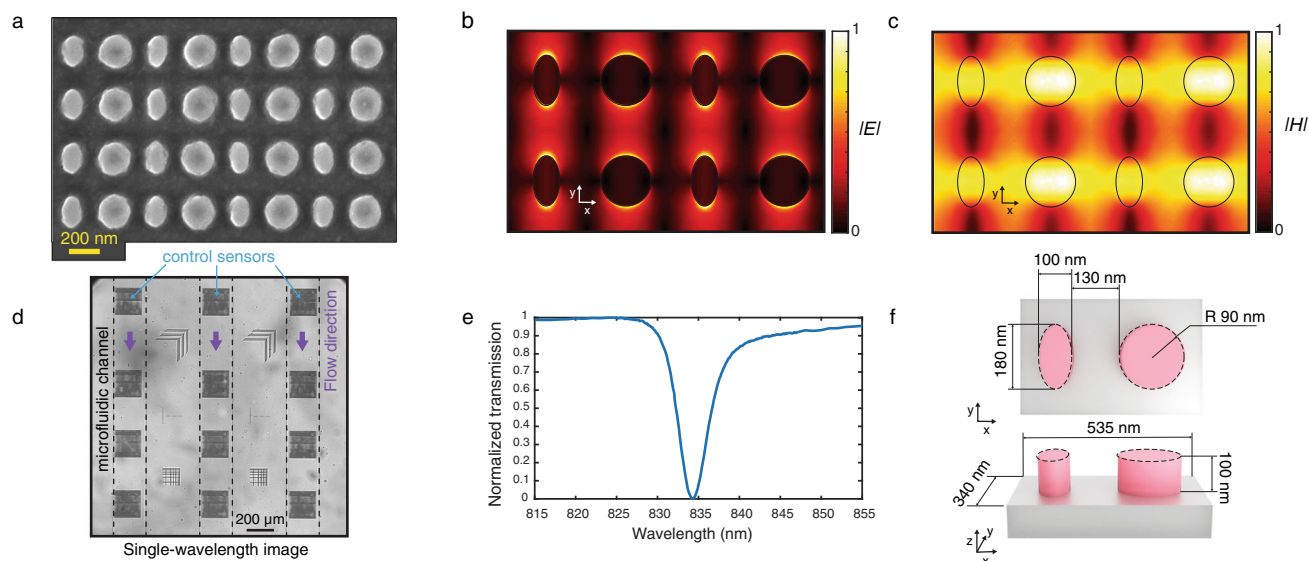 a
200 nm
b
y
x
1
|E|
0
c
y
x
1
|H|
0
d
control sensors
microfluidic channel
Flow direction
200 µm
Single-wavelength image
e
Normalized transmission
1
0.9
0.8
0.7
0.6
0.5
0.4
0.3
0.2
0.1
0
815 820 825 830 835 840 845 850 855
Wavelength (nm)
f
100 nm
130 nm
R 90 nm
180 nm
y
x
535 nm
340 nm
100 nm
z
y
x